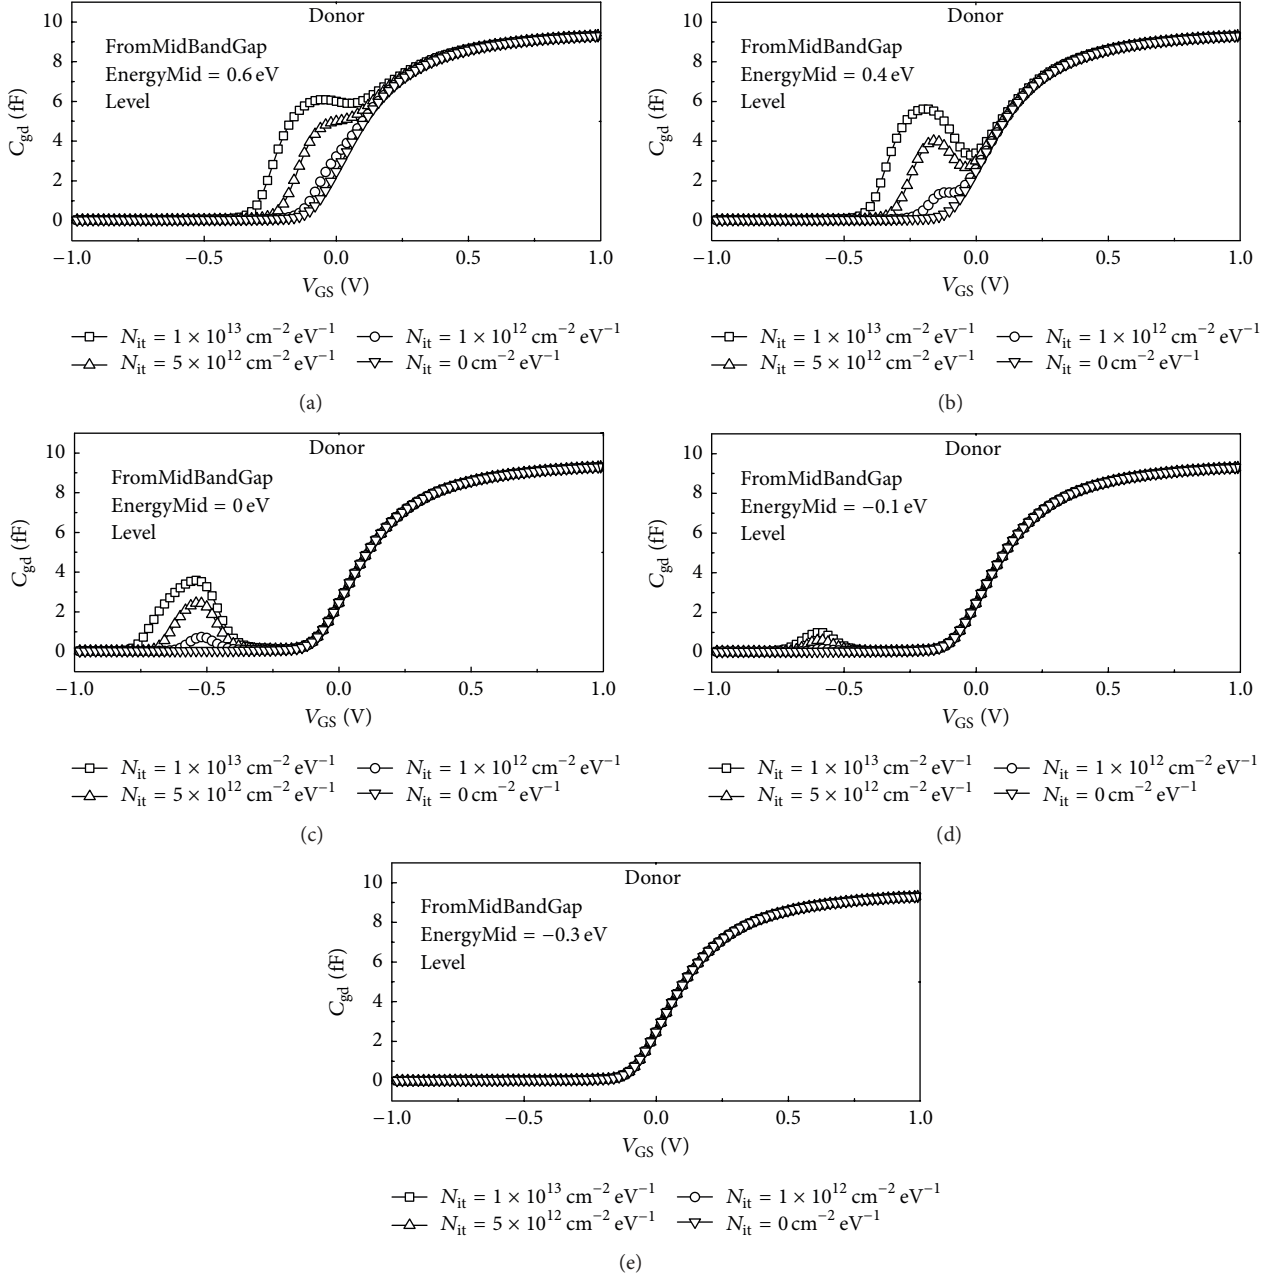 Donor
FromMidBandGap
EnergyMid = 0.6 eV
Level
C_gd (fF)
10
8
6
4
2
0
−1.0 −0.5 0.0 0.5 1.0
V_GS (V)
N_it = 1 × 10^13 cm^−2 eV^−1 N_it = 1 × 10^12 cm^−2 eV^−1
N_it = 5 × 10^12 cm^−2 eV^−1 N_it = 0 cm^−2 eV^−1
(a)
Donor
FromMidBandGap
EnergyMid = 0.4 eV
Level
C_gd (fF)
10
8
6
4
2
0
−1.0 −0.5 0.0 0.5 1.0
V_GS (V)
N_it = 1 × 10^13 cm^−2 eV^−1 N_it = 1 × 10^12 cm^−2 eV^−1
N_it = 5 × 10^12 cm^−2 eV^−1 N_it = 0 cm^−2 eV^−1
(b)
Donor
FromMidBandGap
EnergyMid = 0 eV
Level
C_gd (fF)
10
8
6
4
2
0
−1.0 −0.5 0.0 0.5 1.0
V_GS (V)
N_it = 1 × 10^13 cm^−2 eV^−1 N_it = 1 × 10^12 cm^−2 eV^−1
N_it = 5 × 10^12 cm^−2 eV^−1 N_it = 0 cm^−2 eV^−1
(c)
Donor
FromMidBandGap
EnergyMid = −0.1 eV
Level
C_gd (fF)
10
8
6
4
2
0
−1.0 −0.5 0.0 0.5 1.0
V_GS (V)
N_it = 1 × 10^13 cm^−2 eV^−1 N_it = 1 × 10^12 cm^−2 eV^−1
N_it = 5 × 10^12 cm^−2 eV^−1 N_it = 0 cm^−2 eV^−1
(d)
Donor
FromMidBandGap
EnergyMid = −0.3 eV
Level
C_gd (fF)
10
8
6
4
2
0
−1.0 −0.5 0.0 0.5 1.0
V_GS (V)
N_it = 1 × 10^13 cm^−2 eV^−1 N_it = 1 × 10^12 cm^−2 eV^−1
N_it = 5 × 10^12 cm^−2 eV^−1 N_it = 0 cm^−2 eV^−1
(e)